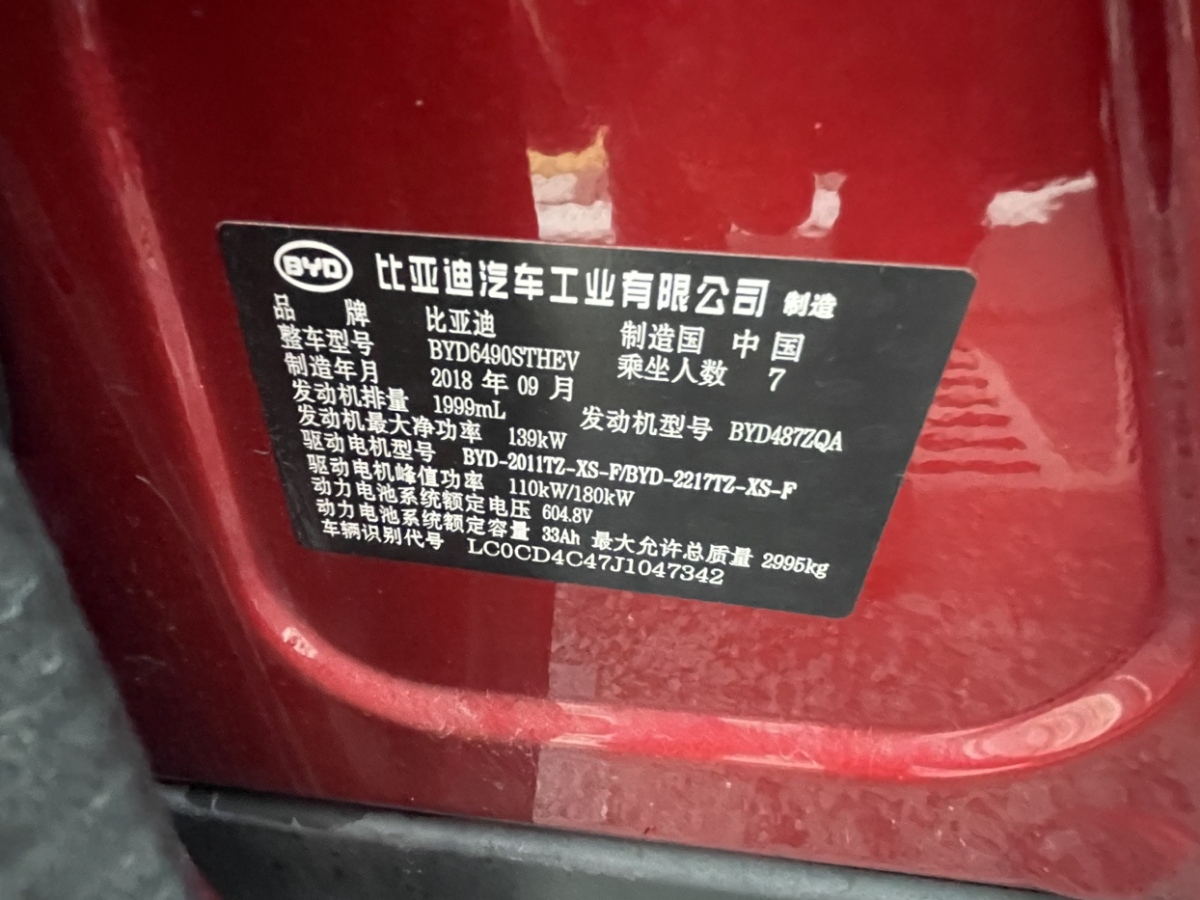 BYD 比亚迪汽车工业有限公司 制造
品 牌 比亚迪 制造国 中国
整车型号 BYD6490STHEV 乘坐人数 7
制造年月 2018 年 09 月
发动机排量 1999mL 发动机型号 BYD487ZQA
发动机最大净功率 139kW
驱动电机型号 BYD-2011TZ-XS-F/BYD-2217TZ-XS-F
驱动电机峰值功率 110kW/180kW
动力电池系统额定电压 604.8V
动力电池系统额定容量 33Ah 最大允许总质量 2995kg
车辆识别代号 LC0CD4C47J1047342